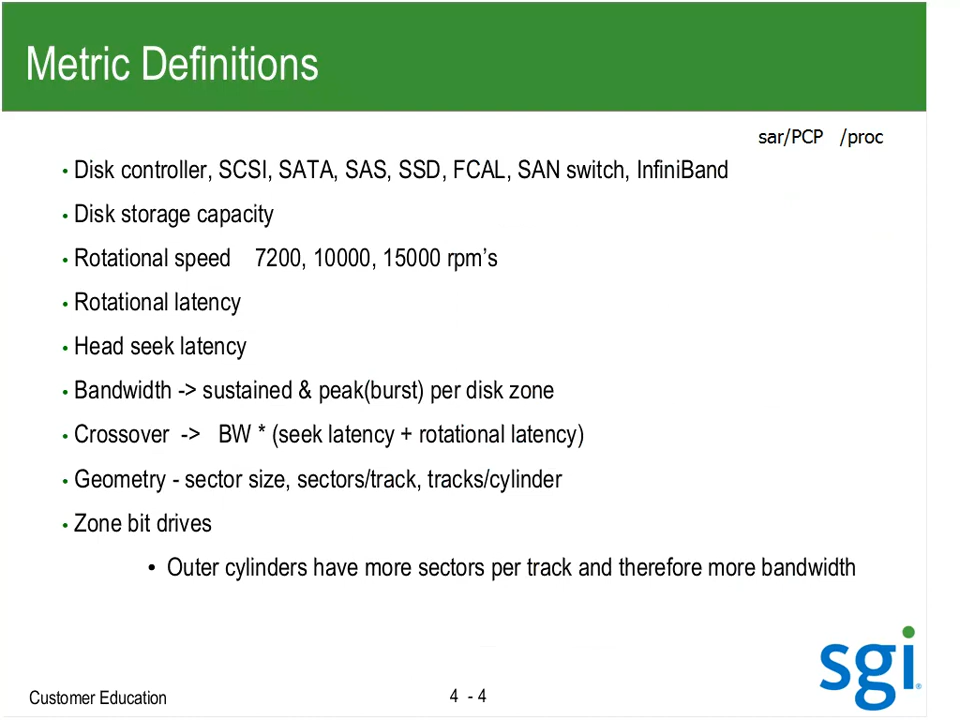 Metric Definitions
sar/PCP /proc
• Disk controller, SCSI, SATA, SAS, SSD, FCAL, SAN switch, InfiniBand
• Disk storage capacity
• Rotational speed 7200, 10000, 15000 rpm’s
• Rotational latency
• Head seek latency
• Bandwidth -> sustained & peak(burst) per disk zone
• Crossover -> BW * (seek latency + rotational latency)
• Geometry - sector size, sectors/track, tracks/cylinder
• Zone bit drives
• Outer cylinders have more sectors per track and therefore more bandwidth
sgi®
Customer Education
4 - 4